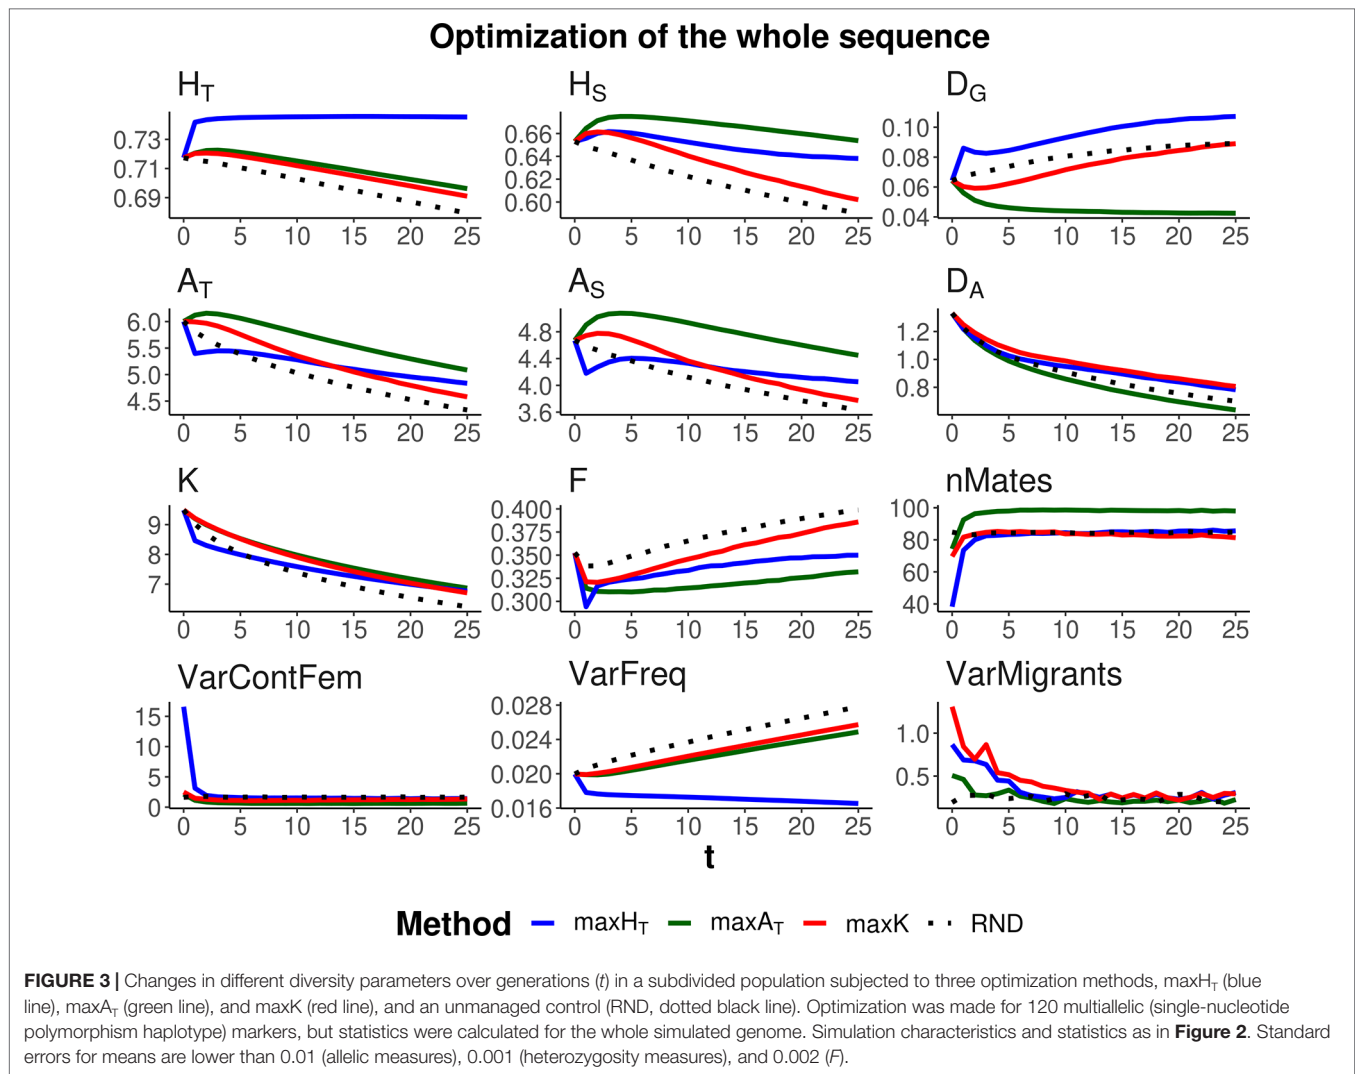 Optimization of the whole sequence
H_T H_S D_G
0.73 0.71 0.69
0.66 0.64 0.62 0.60
0.10 0.08 0.06 0.04
0 5 10 15 20 25 0 5 10 15 20 25 0 5 10 15 20 25
A_T A_S D_A
6.0 5.5 5.0 4.5
4.8 4.4 4.0 3.6
1.2 1.0 0.8
0 5 10 15 20 25 0 5 10 15 20 25 0 5 10 15 20 25
K F nMates
9 8 7
0.400 0.375 0.350 0.325 0.300
100 80 60 40
0 5 10 15 20 25 0 5 10 15 20 25 0 5 10 15 20 25
VarContFem VarFreq VarMigrants
15 10 5 0
0.028 0.024 0.020 0.016
1.0 0.5
0 5 10 15 20 25 0 5 10 15 20 25 0 5 10 15 20 25
t
Method maxH_T maxA_T maxK RND
FIGURE 3 | Changes in different diversity parameters over generations (t) in a subdivided population subjected to three optimization methods, maxH_T (blue
line), maxA_T (green line), and maxK (red line), and an unmanaged control (RND, dotted black line). Optimization was made for 120 multiallelic (single-nucleotide
polymorphism haplotype) markers, but statistics were calculated for the whole simulated genome. Simulation characteristics and statistics as in Figure 2. Standard
errors for means are lower than 0.01 (allelic measures), 0.001 (heterozygosity measures), and 0.002 (F).